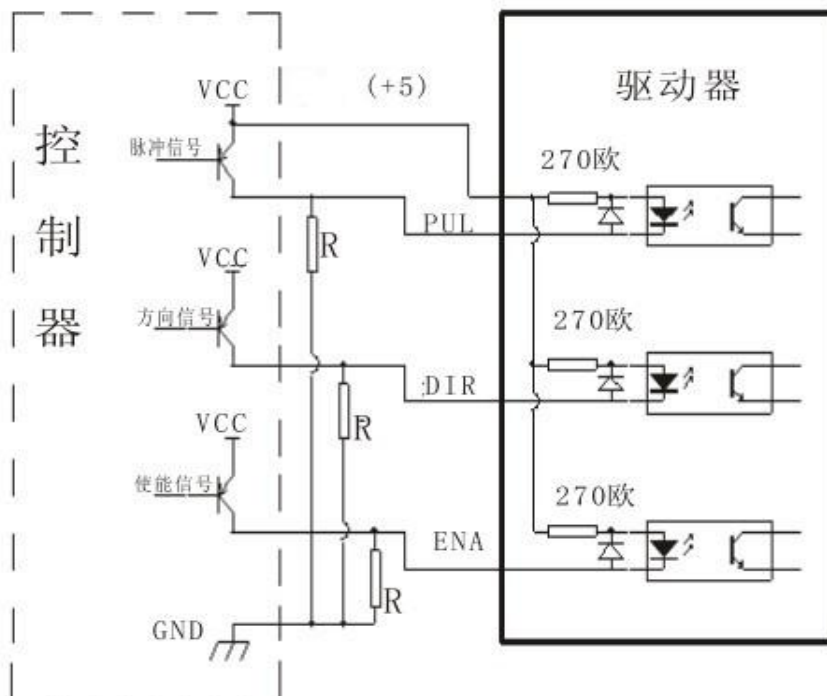 控制器
驱动器
VCC
(+5)
脉冲信号
270欧
PUL
R
VCC
方向信号
270欧
:DIR
R
VCC
使能信号
270欧
ENA
R
GND